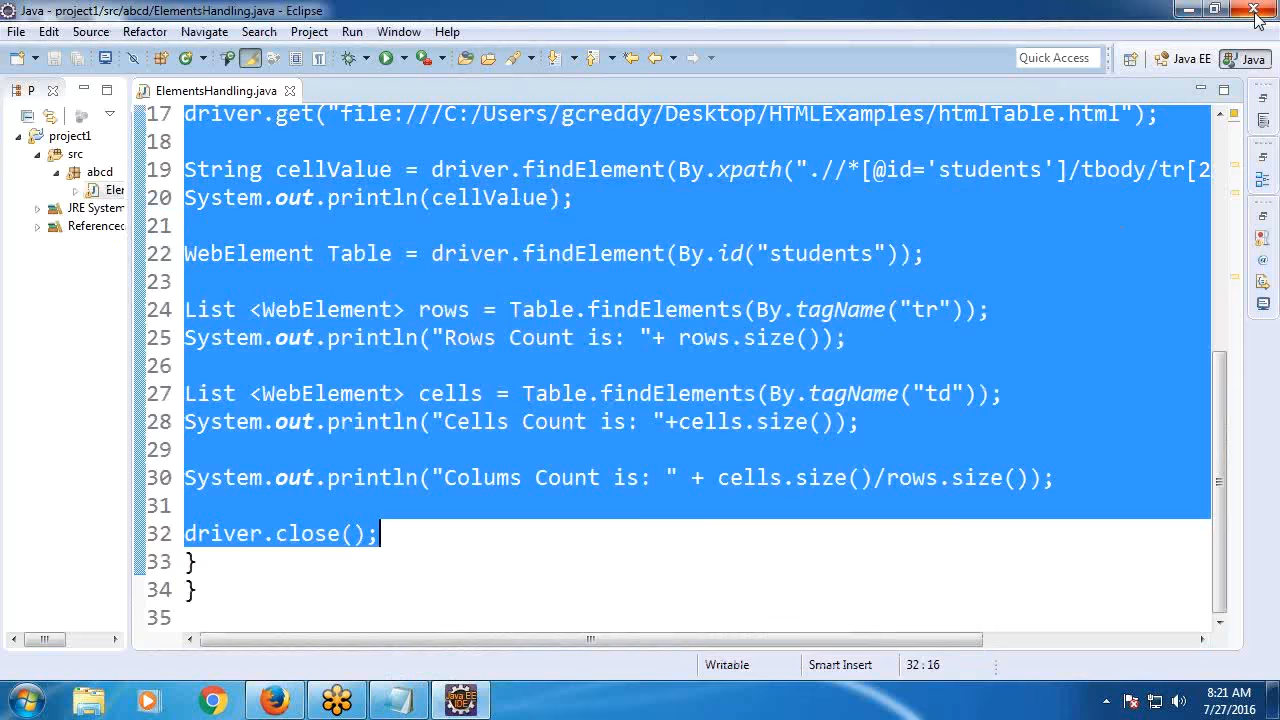 Java - project1/src/abcd/ElementsHandling.java - Eclipse
File Edit Source Refactor Navigate Search Project Run Window Help
Quick Access Java EE Java
P ElementsHandling.java
project1
src
abcd
Ele
JRE System
Referenced
17 driver.get("file:///C:/Users/gcreddy/Desktop/HTMLExamples/htmlTable.html");
18
19 String cellValue = driver.findElement(By.xpath(".//*[@id='students']/tbody/tr[2
20 System.out.println(cellValue);
21
22 WebElement Table = driver.findElement(By.id("students"));
23
24 List <WebElement> rows = Table.findElements(By.tagName("tr"));
25 System.out.println("Rows Count is: "+ rows.size());
26
27 List <WebElement> cells = Table.findElements(By.tagName("td"));
28 System.out.println("Cells Count is: "+cells.size());
29
30 System.out.println("Colums Count is: " + cells.size()/rows.size());
31
32 driver.close();
33 }
34 }
35
Writable Smart Insert 32 : 16
Java EE
IDE
8:21 AM
7/27/2016